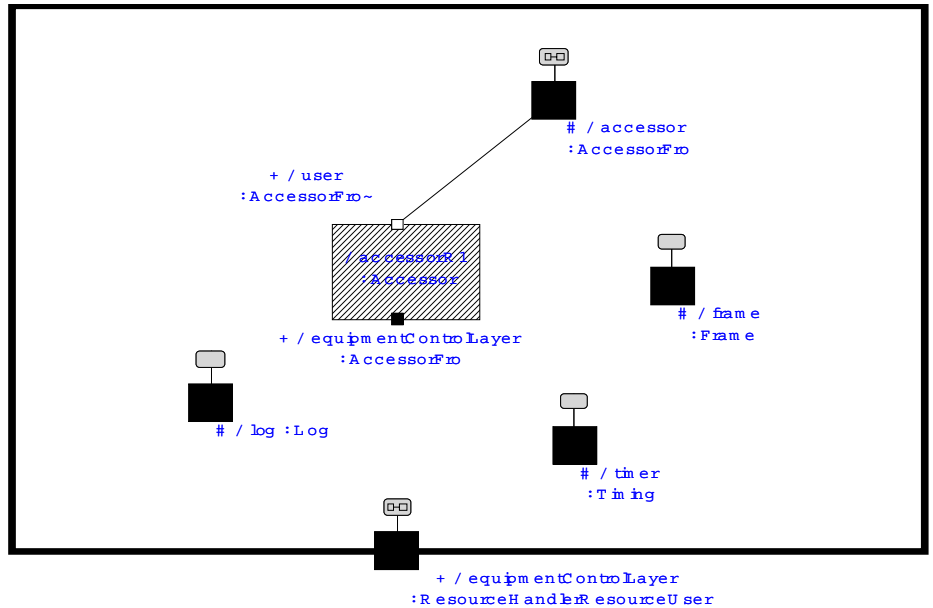 # / accessor
:AccessorFro
+ / user
:AccessorFro~
/ accessorR1
:Accessor
# / frame
:Frame
+ / equipmentControlLayer
:AccessorFro
# / log :Log
# / timer
:Timing
+ / equipmentControlLayer
:ResourceHandlerResourceUser